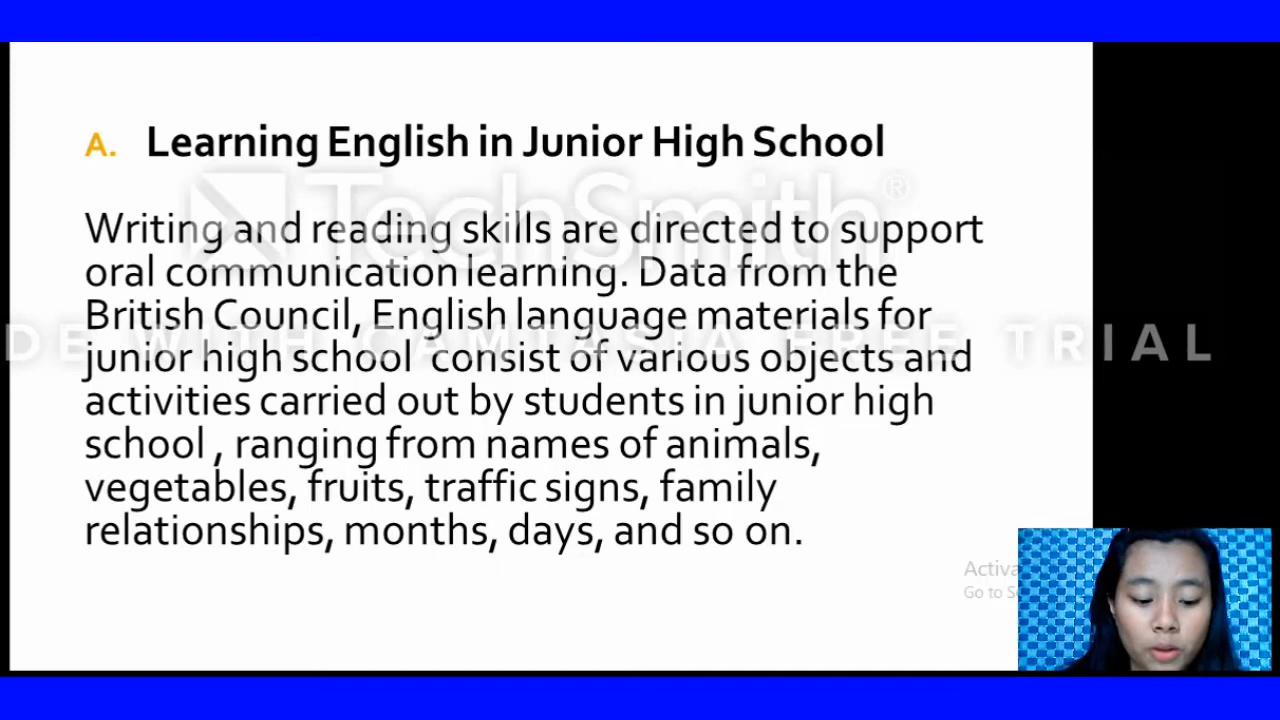 A. Learning English in Junior High School
TechSmith®
Writing and reading skills are directed to support
oral communication learning. Data from the
British Council, English language materials for
DE WITH CAMTASIA FREE TRIAL
junior high school consist of various objects and
activities carried out by students in junior high
school , ranging from names of animals,
vegetables, fruits, traffic signs, family
relationships, months, days, and so on.
Go to